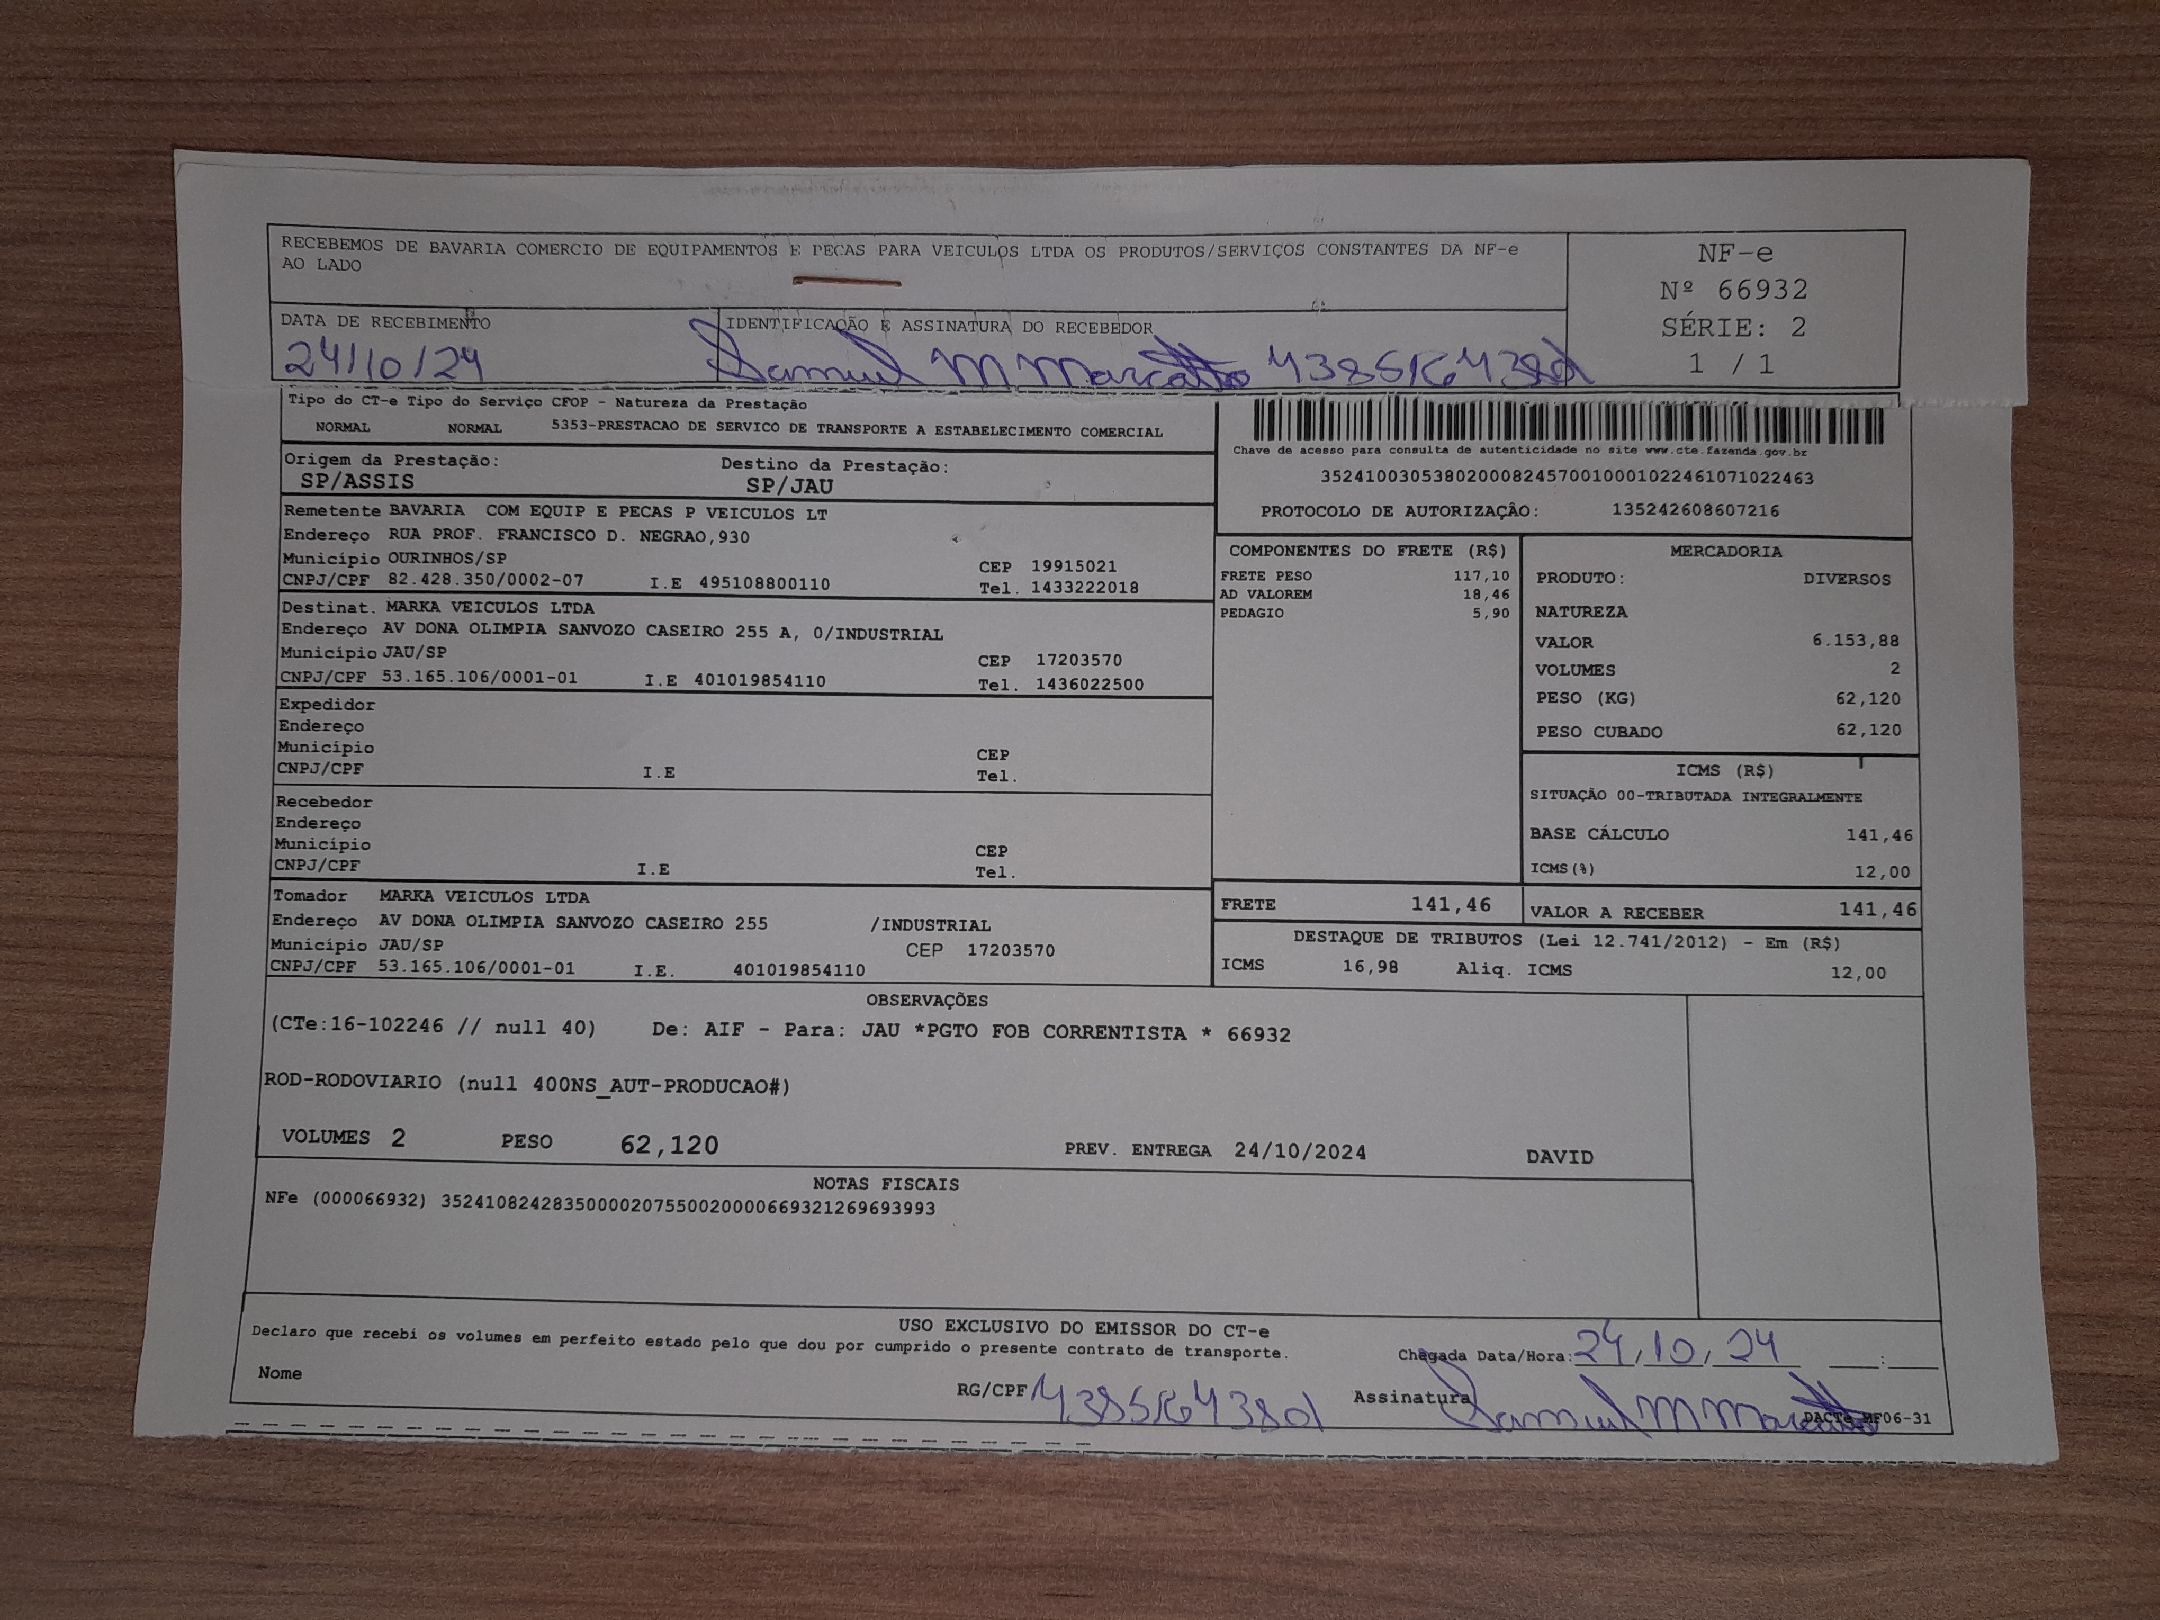 RECEBEMOS DE BAVARIA COMERCIO DE EQUIPAMENTOS E PECAS PARA VEICULOS LTDA OS PRODUTOS/SERVIÇOS CONSTANTES DA NF-e
AO LADO
NF-e
Nº 66932
SÉRIE: 2
1 / 1
DATA DE RECEBIMENTO
24/10/24
IDENTIFICAÇÃO E ASSINATURA DO RECEBEDOR
Samuel M Marcatto
Tipo do CT-e Tipo do Serviço CFOP - Natureza da Prestação
NORMAL NORMAL 5353-PRESTACAO DE SERVICO DE TRANSPORTE A ESTABELECIMENTO COMERCIAL
Origem da Prestação: Destino da Prestação:
SP/ASSIS SP/JAU
Chave de acesso para consulta de autenticidade no site www.cte.fazenda.gov.br
35241003053802000824570010001022461071022463
PROTOCOLO DE AUTORIZAÇÃO: 135242608607216
Remetente BAVARIA COM EQUIP E PECAS P VEICULOS LT
Endereço RUA PROF. FRANCISCO D. NEGRAO,930
Município OURINHOS/SP CEP 19915021
CNPJ/CPF 82.428.350/0002-07 I.E 495108800110 Tel. 1433222018
Destinat. MARKA VEICULOS LTDA
Endereço AV DONA OLIMPIA SANVOZO CASEIRO 255 A, 0/INDUSTRIAL
Município JAU/SP CEP 17203570
CNPJ/CPF 53.165.106/0001-01 I.E 401019854110 Tel. 1436022500
Expedidor
Endereço
Município CEP
CNPJ/CPF I.E Tel.
Recebedor
Endereço
Município CEP
CNPJ/CPF I.E Tel.
Tomador MARKA VEICULOS LTDA
Endereço AV DONA OLIMPIA SANVOZO CASEIRO 255 /INDUSTRIAL
Município JAU/SP CEP 17203570
CNPJ/CPF 53.165.106/0001-01 I.E. 401019854110
COMPONENTES DO FRETE (R$)
FRETE PESO 117,10
AD VALOREM 18,46
PEDAGIO 5,90
MERCADORIA
PRODUTO: DIVERSOS
NATUREZA
VALOR 6.153,88
VOLUMES 2
PESO (KG) 62,120
PESO CUBADO 62,120
ICMS (R$)
SITUAÇÃO 00-TRIBUTADA INTEGRALMENTE
BASE CÁLCULO 141,46
ICMS(%) 12,00
FRETE 141,46 VALOR A RECEBER 141,46
DESTAQUE DE TRIBUTOS (Lei 12.741/2012) - Em (R$)
ICMS 16,98 Aliq. ICMS 12,00
OBSERVAÇÕES
(CTe:16-102246 // null 40) De: AIF - Para: JAU *PGTO FOB CORRENTISTA * 66932
ROD-RODOVIARIO (null 400NS_AUT-PRODUCAO#)
VOLUMES 2 PESO 62,120 PREV. ENTREGA 24/10/2024 DAVID
NOTAS FISCAIS
NFe (000066932) 35241082428350000207550020000669321269693993
USO EXCLUSIVO DO EMISSOR DO CT-e
Declaro que recebi os volumes em perfeito estado pelo que dou por cumprido o presente contrato de transporte.
Chegada Data/Hora: 24/10/24 :
Nome RG/CPF Assinatura Samuel M Marcatto
DACTe MF06-31